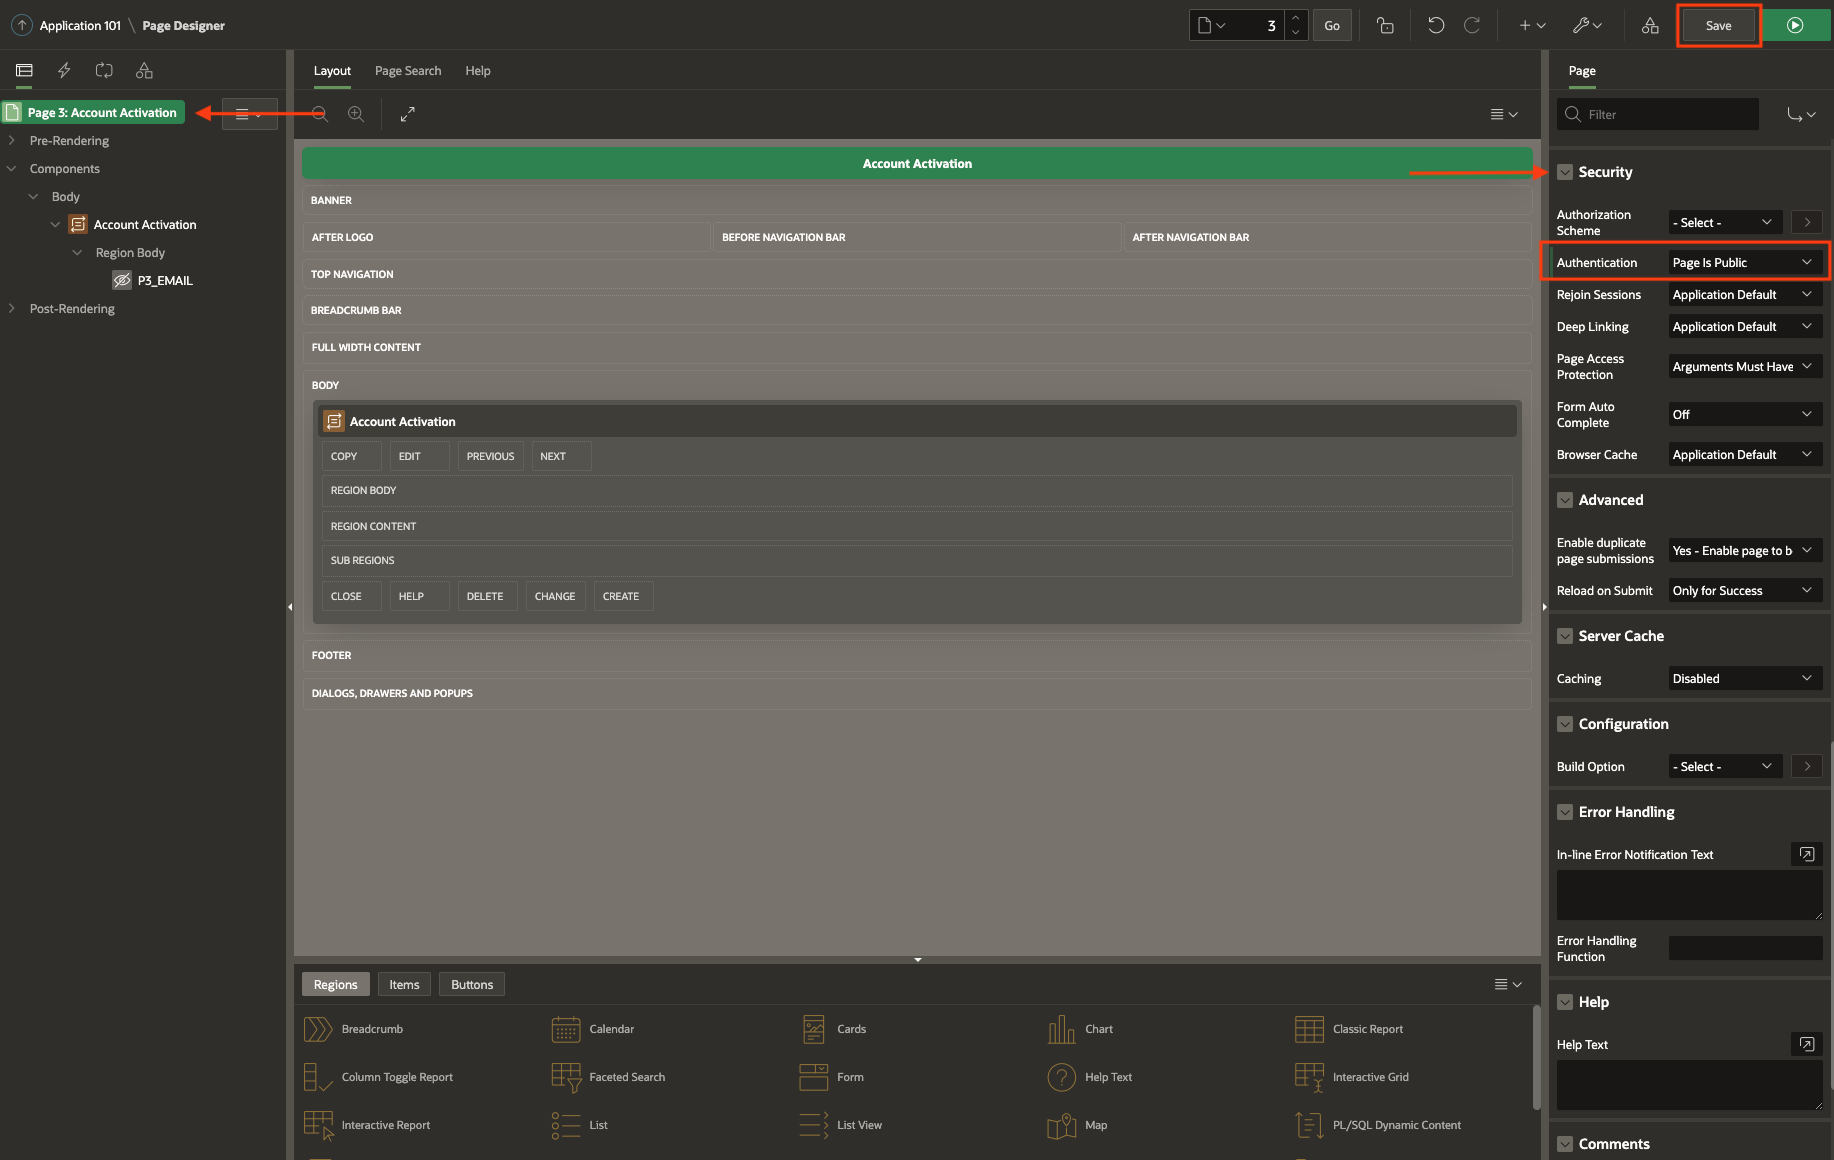 Application 101 \ Page Designer
3
Go
Save
Layout
Page Search
Help
Page
Page 3: Account Activation
Pre-Rendering
Components
Body
Account Activation
Region Body
P3_EMAIL
Post-Rendering
Account Activation
BANNER
AFTER LOGO
BEFORE NAVIGATION BAR
AFTER NAVIGATION BAR
TOP NAVIGATION
BREADCRUMB BAR
FULL WIDTH CONTENT
BODY
Account Activation
COPY
EDIT
PREVIOUS
NEXT
REGION BODY
REGION CONTENT
SUB REGIONS
CLOSE
HELP
DELETE
CHANGE
CREATE
FOOTER
DIALOGS, DRAWERS AND POPUPS
Regions
Items
Buttons
Breadcrumb
Calendar
Cards
Chart
Classic Report
Column Toggle Report
Faceted Search
Form
Help Text
Interactive Grid
Interactive Report
List
List View
Map
PL/SQL Dynamic Content
Filter
Security
Authorization
Scheme
- Select -
Authentication
Page Is Public
Rejoin Sessions
Application Default
Deep Linking
Application Default
Page Access
Protection
Arguments Must Have
Form Auto
Complete
Off
Browser Cache
Application Default
Advanced
Enable duplicate
page submissions
Yes - Enable page to b
Reload on Submit
Only for Success
Server Cache
Caching
Disabled
Configuration
Build Option
- Select -
Error Handling
In-line Error Notification Text
Error Handling
Function
Help
Help Text
Comments